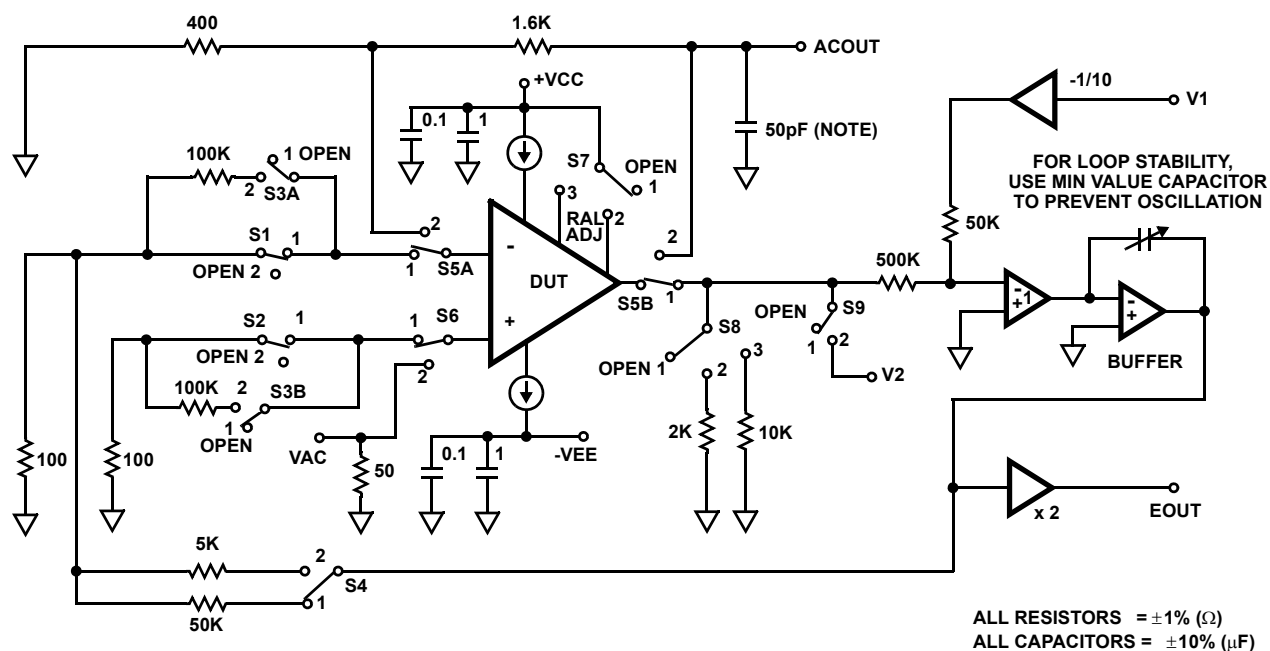 400
1.6K
ACOUT
+VCC
-1/10
V1
0.1
1
50pF (NOTE)
S7
OPEN
1
3
BAL
ADJ
2
FOR LOOP STABILITY,
USE MIN VALUE CAPACITOR
TO PREVENT OSCILLATION
100K
1 OPEN
2
S3A
50K
S1
1
OPEN 2
2
1
S5A
-
DUT
+
2
S5B
1
500K
-
+
1
-
+
BUFFER
S2
1
OPEN 2
1
S6
2
OPEN
S9
1
2
V2
S8
OPEN 1
2
3
100K
2
S3B
1
OPEN
100
100
VAC
50
0.1
1
-VEE
2K
10K
x 2
EOUT
5K
2
S4
1
50K
ALL RESISTORS = ±1% (Ω)
ALL CAPACITORS = ±10% (μF)